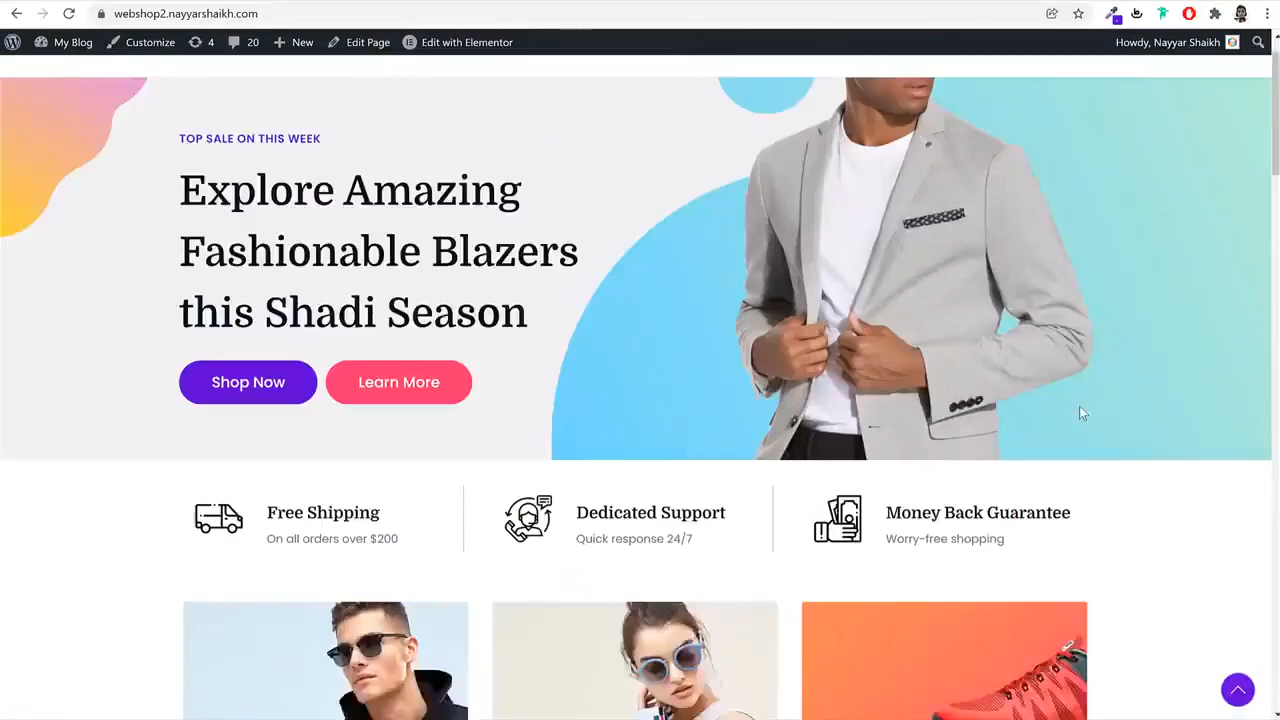 webshop2.nayyarshaikh.com
My Blog Customize 4 20 New Edit Page Edit with Elementor Howdy, Nayyar Shaikh
TOP SALE ON THIS WEEK
Explore Amazing
Fashionable Blazers
this Shadi Season
Shop Now Learn More
Free Shipping
On all orders over $200
Dedicated Support
Quick response 24/7
Money Back Guarantee
Worry-free shopping